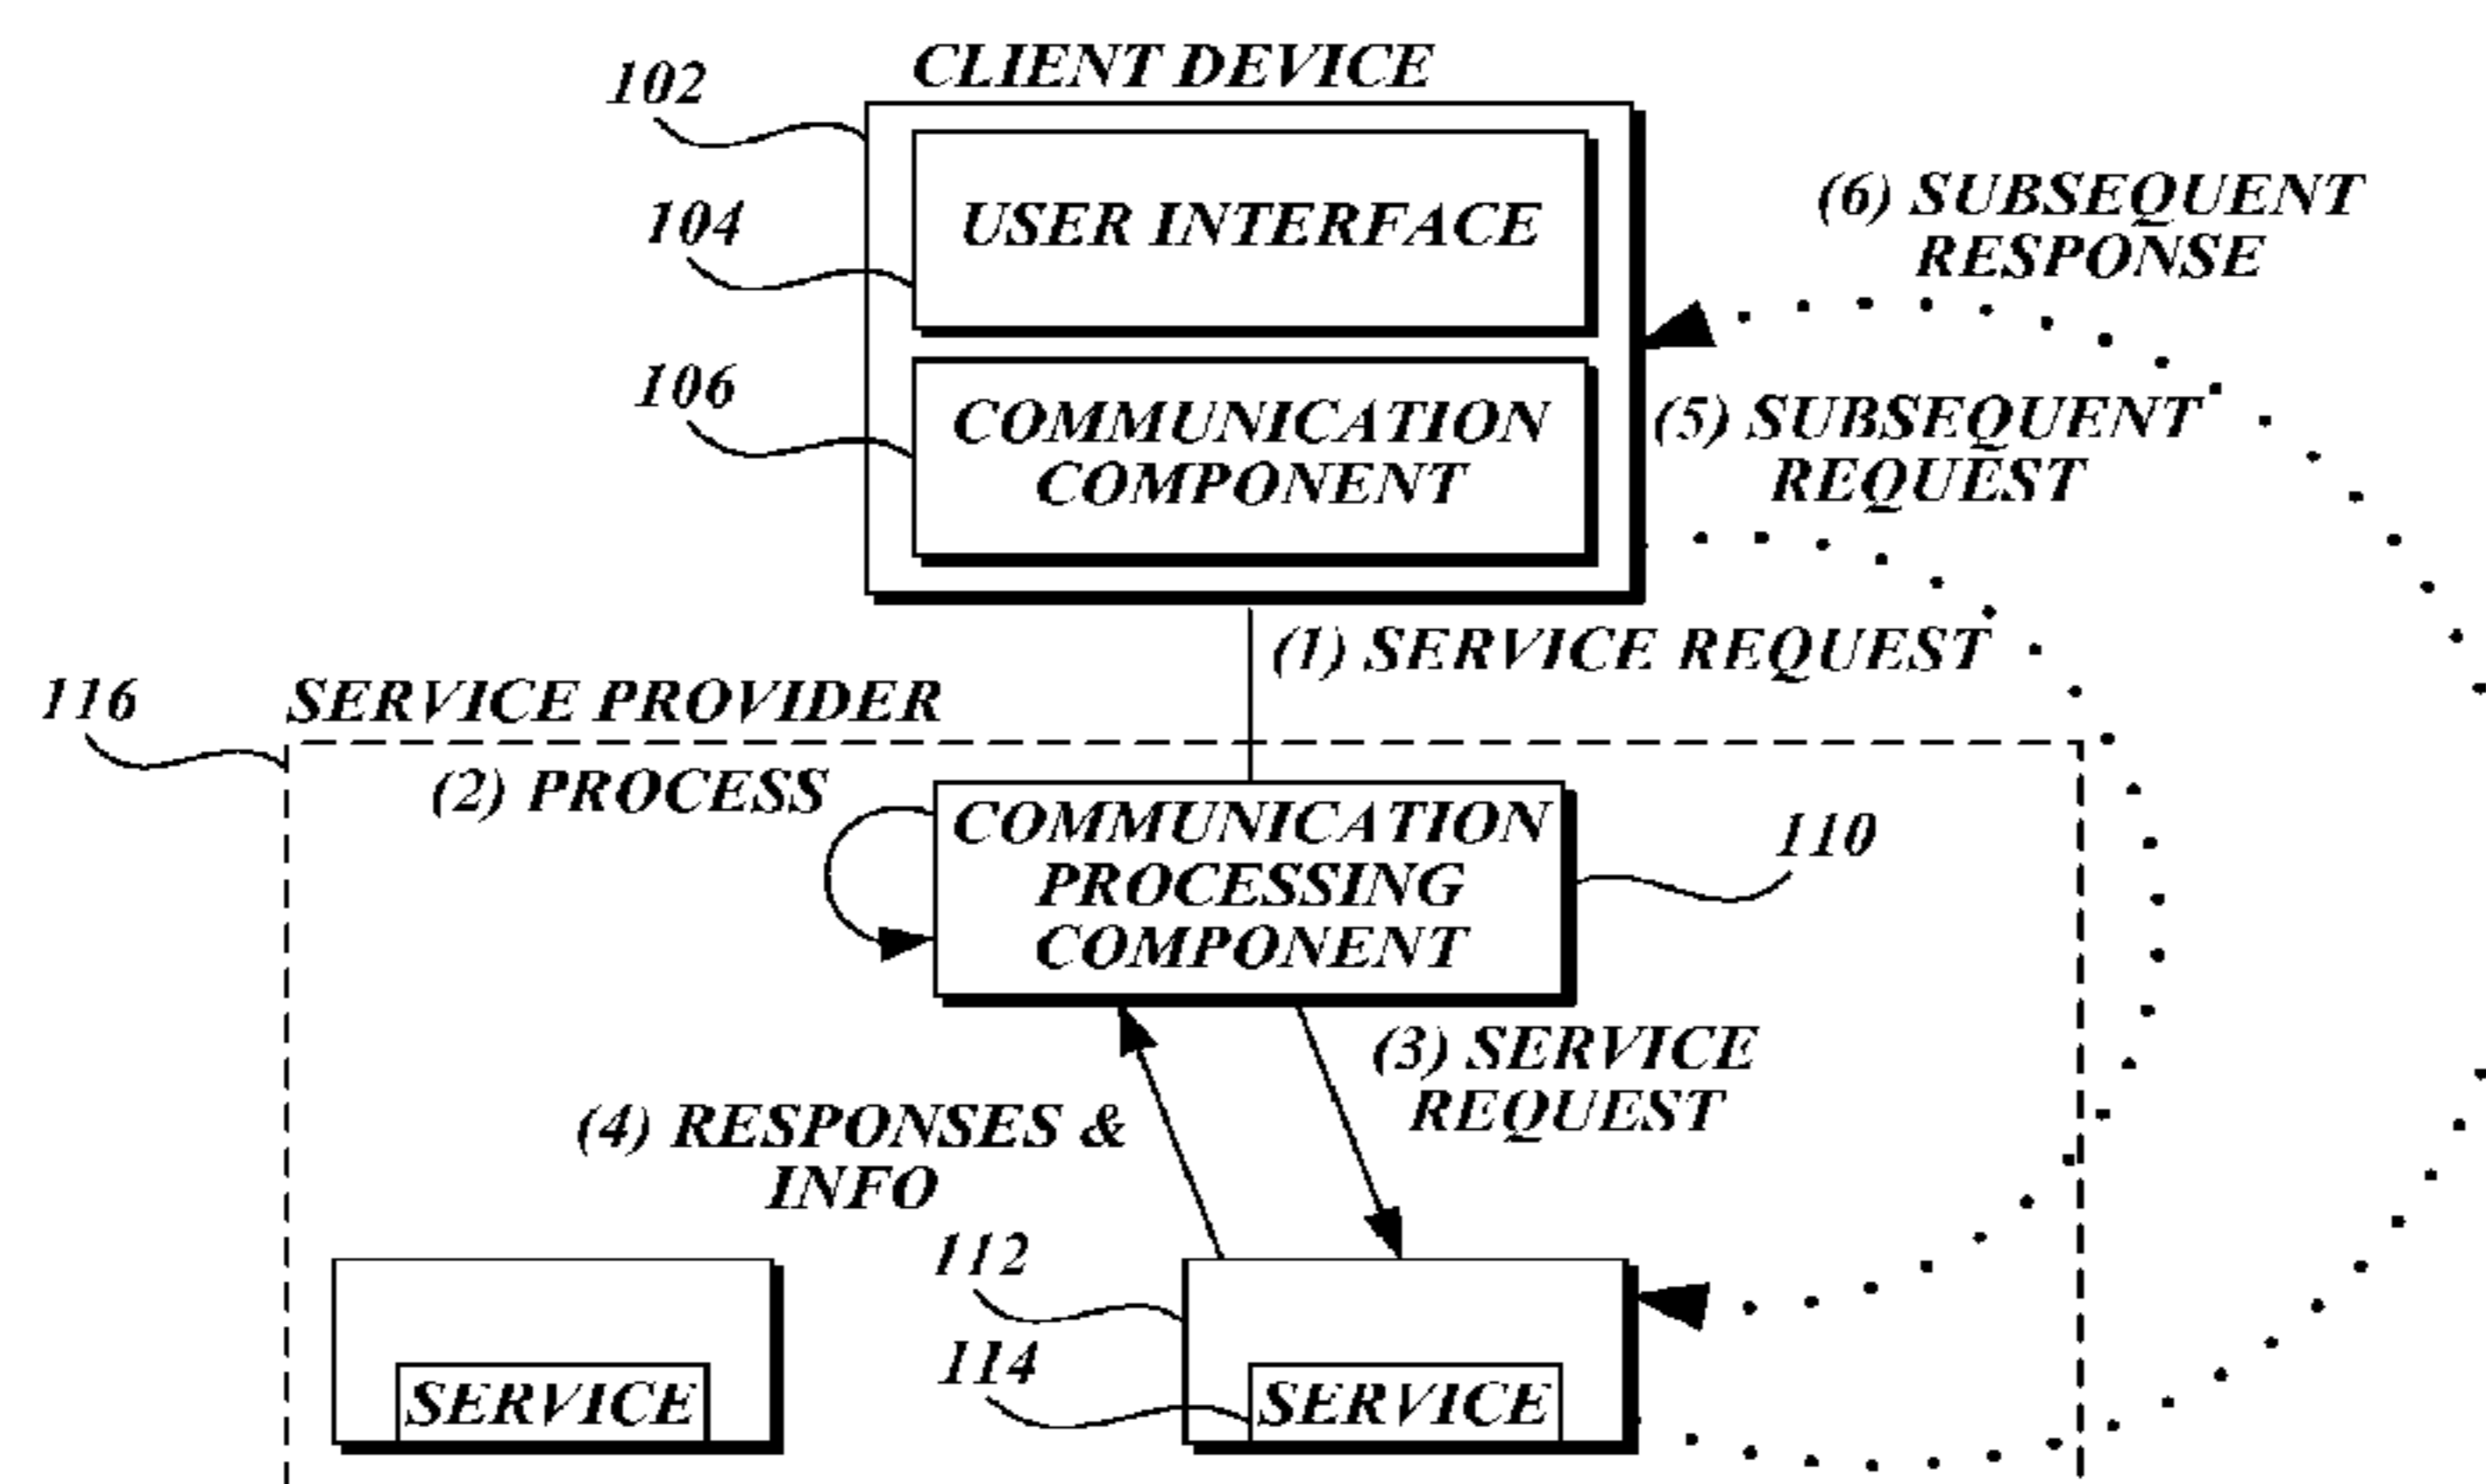 CLIENT DEVICE
102
USER INTERFACE
104
(6) SUBSEQUENT
RESPONSE
106
COMMUNICATION
COMPONENT
(5) SUBSEQUENT
REQUEST
(1) SERVICE REQUEST
116
SERVICE PROVIDER
(2) PROCESS
COMMUNICATION
PROCESSING
COMPONENT
110
(3) SERVICE
REQUEST
(4) RESPONSES &
INFO
112
114
SERVICE
SERVICE